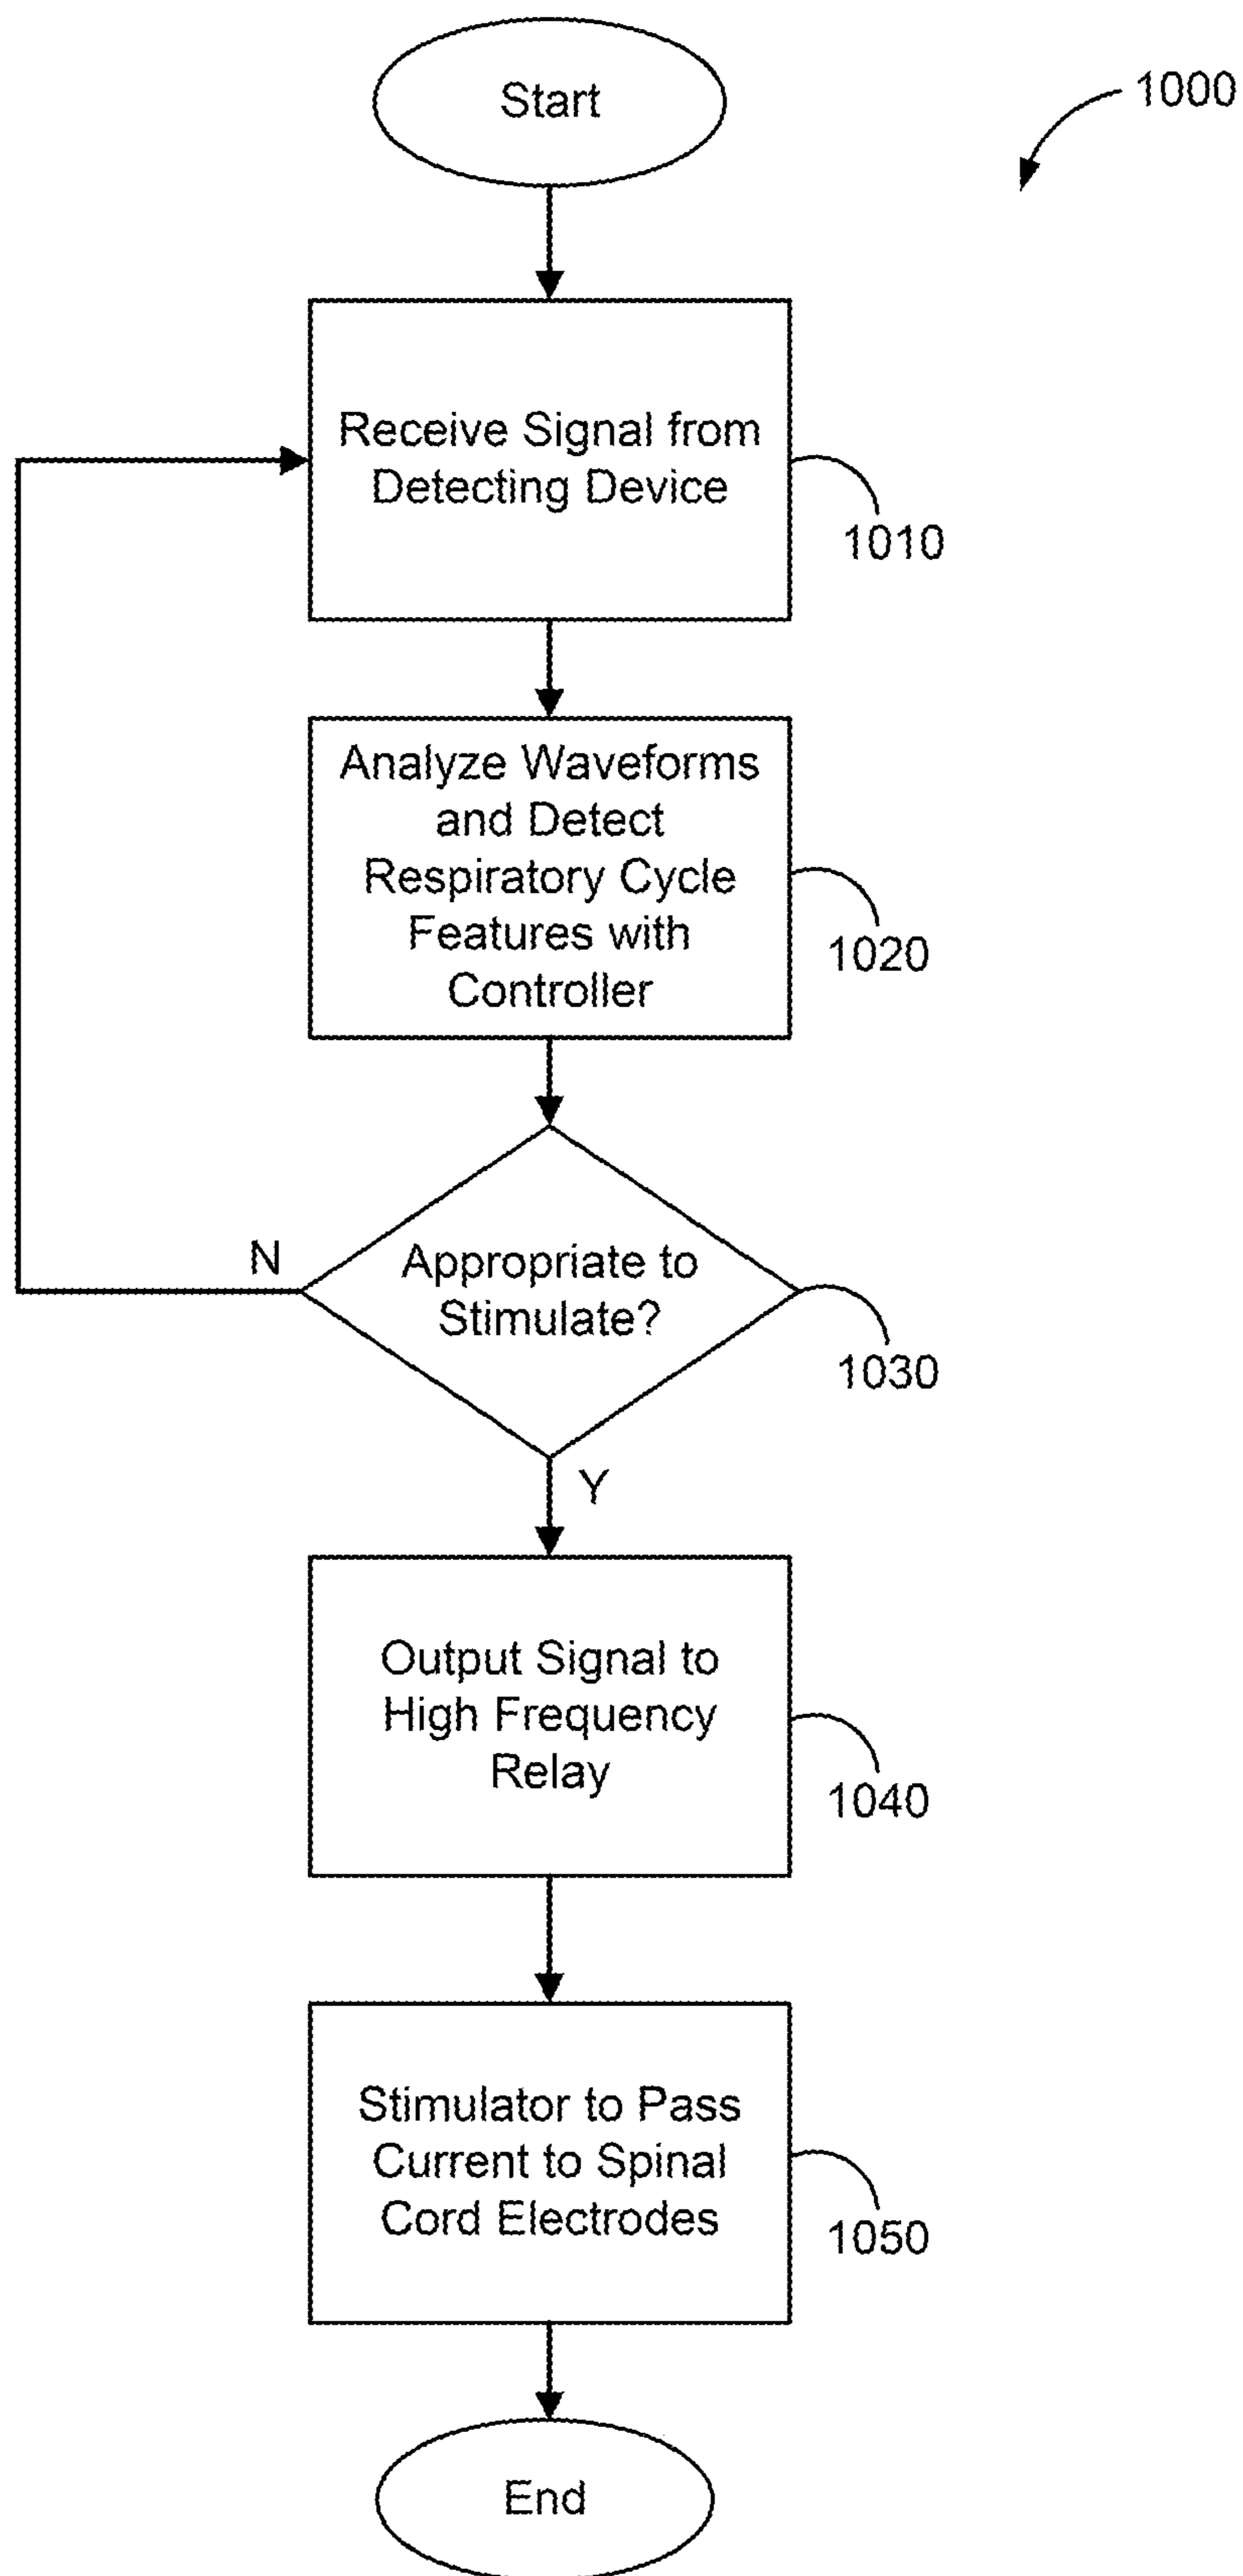 Start
1000
Receive Signal from
Detecting Device
1010
Analyze Waveforms
and Detect
Respiratory Cycle
Features with
Controller
1020
N
Appropriate to
Stimulate?
1030
Y
Output Signal to
High Frequency
Relay
1040
Stimulator to Pass
Current to Spinal
Cord Electrodes
1050
End